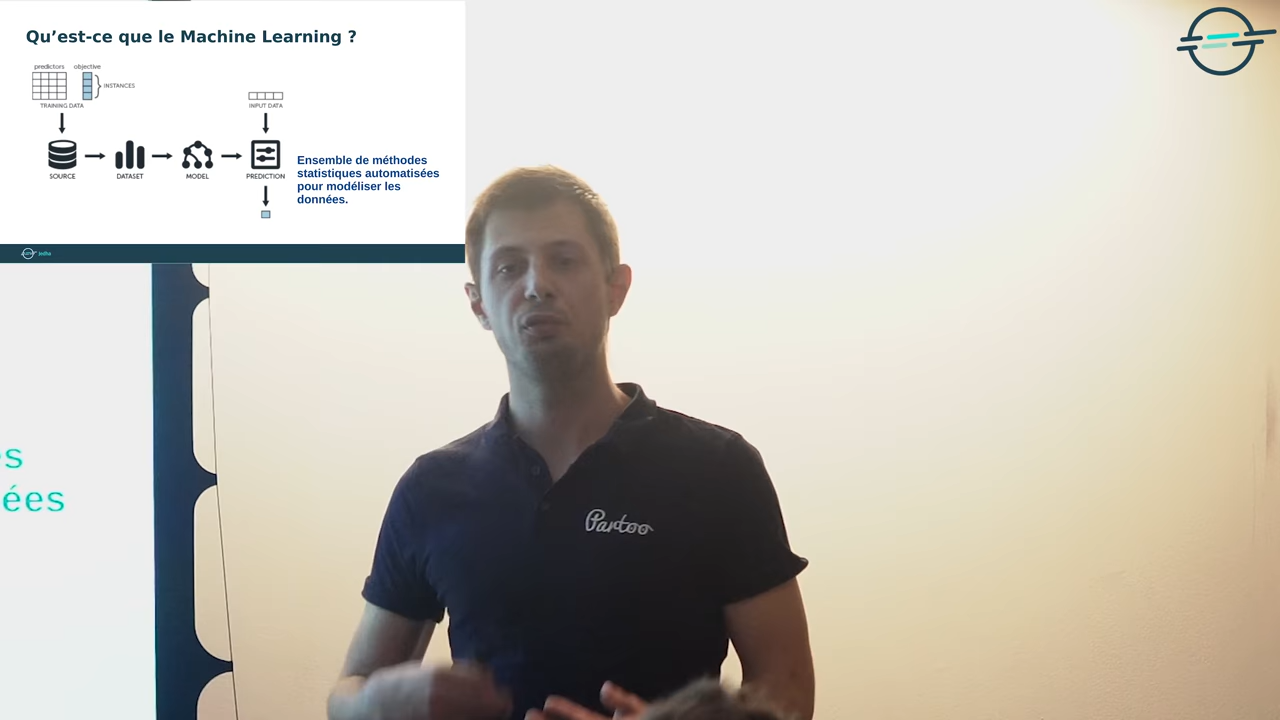 Qu’est-ce que le Machine Learning ?
predictors objective
INSTANCES
TRAINING DATA
INPUT DATA
SOURCE DATASET MODEL PREDICTION
Ensemble de méthodes
statistiques automatisées
pour modéliser les
données.
Jedha
s
ées
Partoo